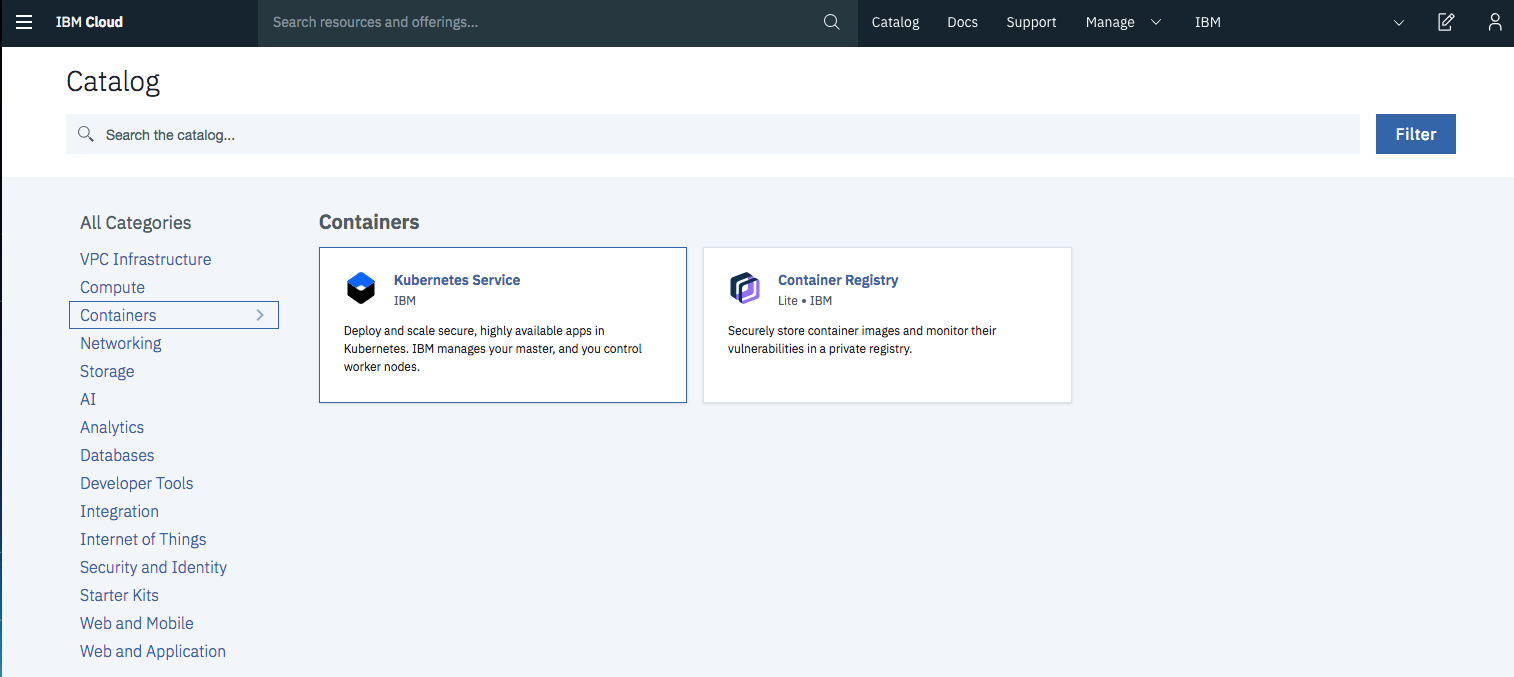 IBM Cloud
Search resources and offerings...
Catalog
Docs
Support
Manage
IBM
Catalog
Search the catalog...
Filter
All Categories
VPC Infrastructure
Compute
Containers
Networking
Storage
AI
Analytics
Databases
Developer Tools
Integration
Internet of Things
Security and Identity
Starter Kits
Web and Mobile
Web and Application
Containers
Kubernetes Service
IBM
Deploy and scale secure, highly available apps in
Kubernetes. IBM manages your master, and you control
worker nodes.
Container Registry
Lite • IBM
Securely store container images and monitor their
vulnerabilities in a private registry.